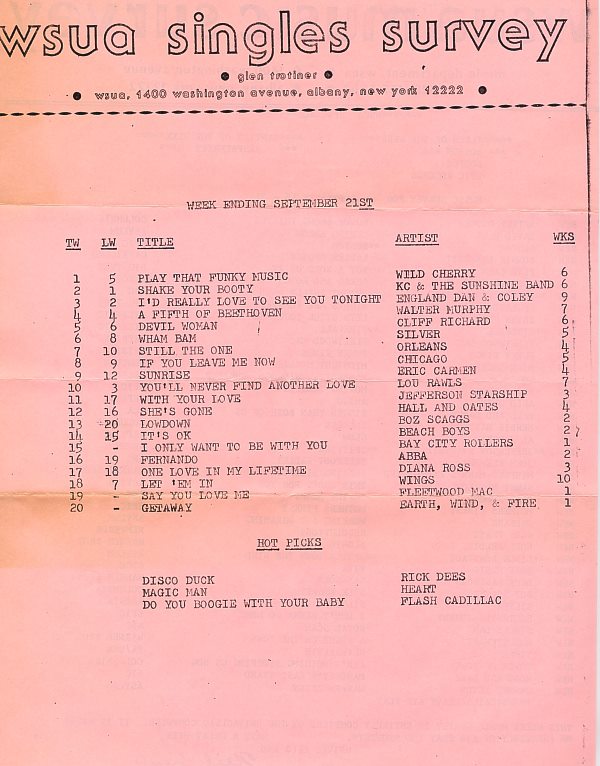 wsua singles survey
• glen trotiner •
• wsua, 1400 washington avenue, albany, new york 12222 •
WEEK ENDING SEPTEMBER 21ST
TW LW TITLE ARTIST WKS
1 5 PLAY THAT FUNKY MUSIC WILD CHERRY 6
2 1 SHAKE YOUR BOOTY KC & THE SUNSHINE BAND 6
3 2 I'D REALLY LOVE TO SEE YOU TONIGHT ENGLAND DAN & COLEY 9
4 4 A FIFTH OF BEETHOVEN WALTER MURPHY 7
5 6 DEVIL WOMAN CLIFF RICHARD 6
6 8 WHAM BAM SILVER 5
7 10 STILL THE ONE ORLEANS 4
8 9 IF YOU LEAVE ME NOW CHICAGO 5
9 12 SUNRISE ERIC CARMEN 4
10 3 YOU'LL NEVER FIND ANOTHER LOVE LOU RAWLS 7
11 17 WITH YOUR LOVE JEFFERSON STARSHIP 3
12 16 SHE'S GONE HALL AND OATES 4
13 20 LOWDOWN BOZ SCAGGS 2
14 15 IT'S OK BEACH BOYS 2
15 - I ONLY WANT TO BE WITH YOU BAY CITY ROLLERS 1
16 19 FERNANDO ABBA 2
17 18 ONE LOVE IN MY LIFETIME DIANA ROSS 3
18 7 LET 'EM IN WINGS 10
19 - SAY YOU LOVE ME FLEETWOOD MAC 1
20 - GETAWAY EARTH, WIND, & FIRE 1
HOT PICKS
DISCO DUCK RICK DEES
MAGIC MAN HEART
DO YOU BOOGIE WITH YOUR BABY FLASH CADILLAC